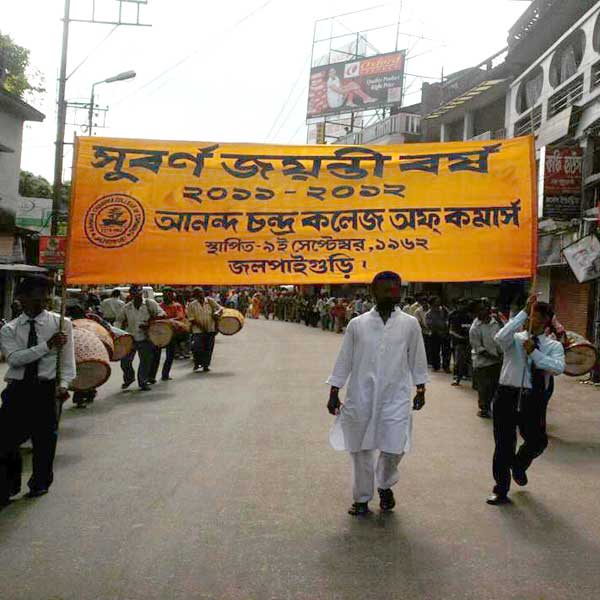 সুবর্ণ জয়ন্তী বর্ষ
২০১১ - ২০১২
আনন্দ চন্দ্র কলেজ অফ্ কমার্স
স্থাপিত - ৯ই সেপ্টেম্বর, ১৯৬২
জলপাইগুড়ি।